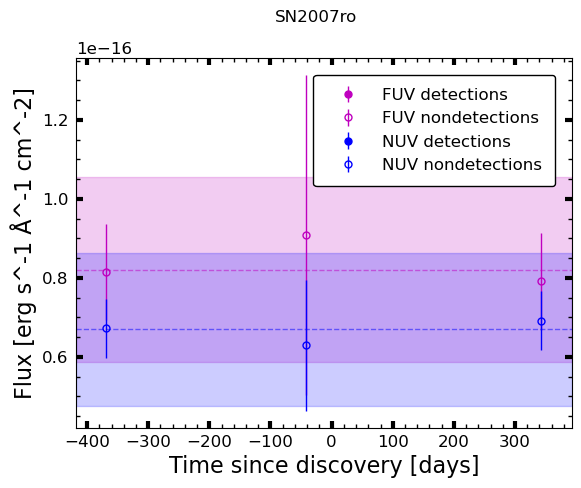 SN2007ro
1e−16
FUV detections
FUV nondetections
NUV detections
NUV nondetections
1.2
1.0
0.8
0.6
Flux [erg s^-1 Å^-1 cm^-2]
−400 −300 −200 −100 0 100 200 300
Time since discovery [days]